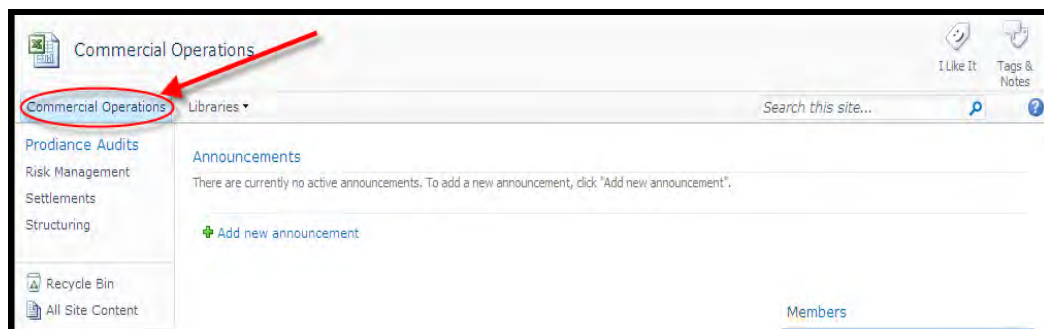 Commercial Operations
I Like It
Tags &
Notes
Commercial Operations
Libraries
Search this site...
Prodiance Audits
Risk Management
Settlements
Structuring
Announcements
There are currently no active announcements. To add a new announcement, click "Add new announcement".
Add new announcement
Recycle Bin
All Site Content
Members